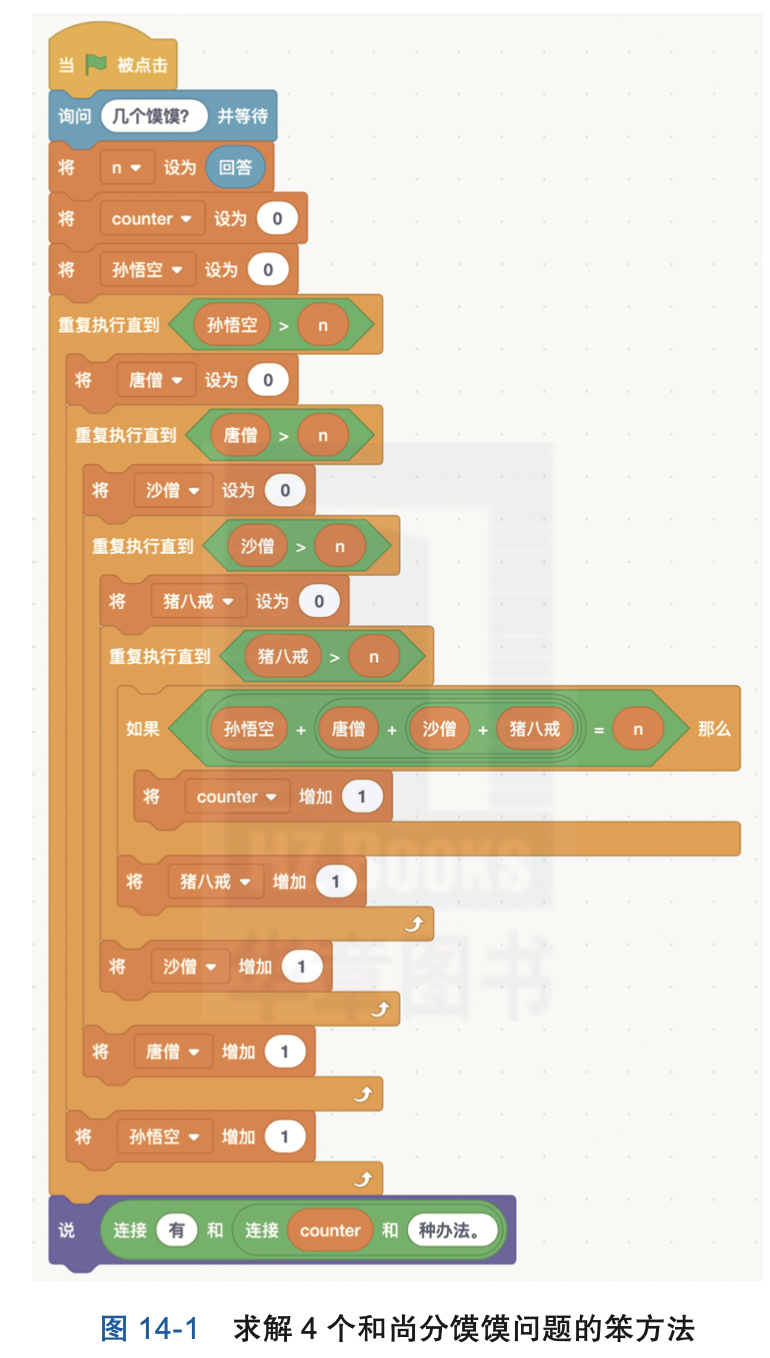 当 被点击
询问 几个馍馍? 并等待
将 n 设为 回答
将 counter 设为 0
将 孙悟空 设为 0
重复执行直到 孙悟空 > n
将 唐僧 设为 0
重复执行直到 唐僧 > n
将 沙僧 设为 0
重复执行直到 沙僧 > n
将 猪八戒 设为 0
重复执行直到 猪八戒 > n
如果 孙悟空 + 唐僧 + 沙僧 + 猪八戒 = n 那么
将 counter 增加 1
将 猪八戒 增加 1
将 沙僧 增加 1
将 唐僧 增加 1
将 孙悟空 增加 1
说 连接 有 和 连接 counter 和 种办法。
HZ BOOKS
华章图书
图 14-1 求解 4 个和尚分馍馍问题的笨方法